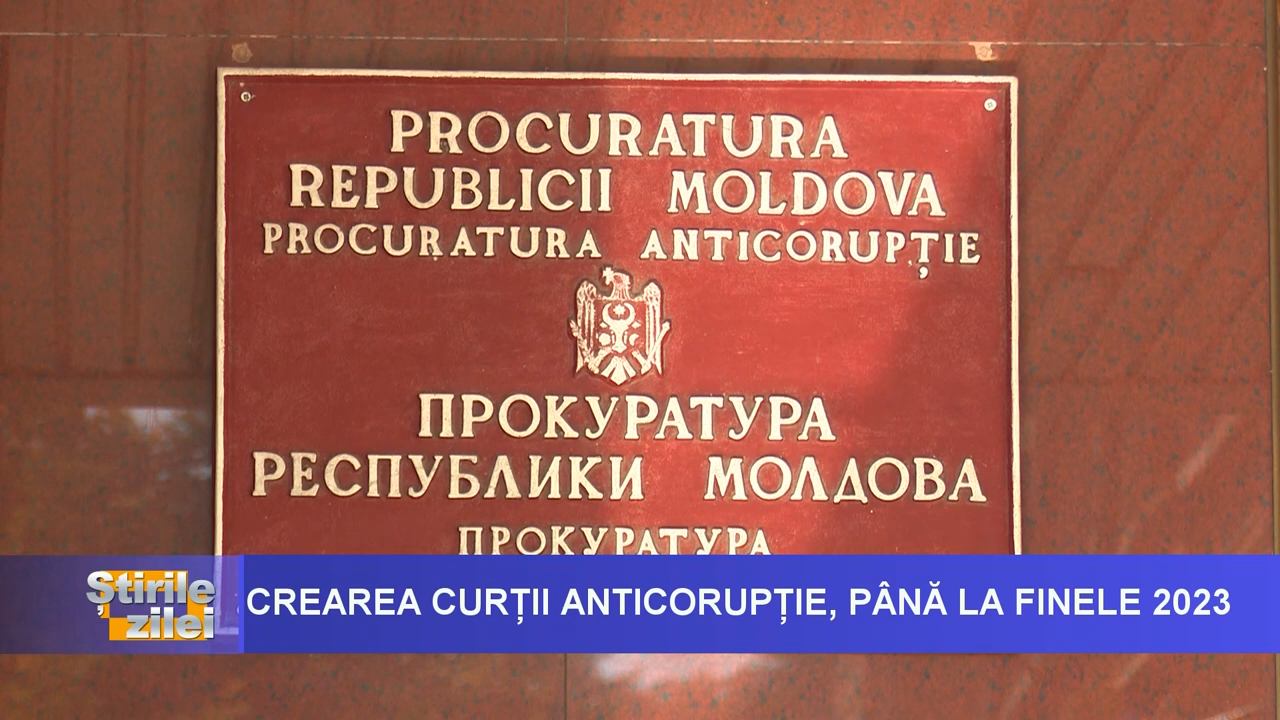 PROCURATURA
REPUBLICII MOLDOVA
PROCURATURA ANTICORUPȚIE
ПРОКУРАТУРА
РЕСПУБЛИКИ МОЛДОВА
ПРОКУРАТУРА
Știrile
zilei
CREAREA CURȚII ANTICORUPȚIE, PÂNĂ LA FINELE 2023